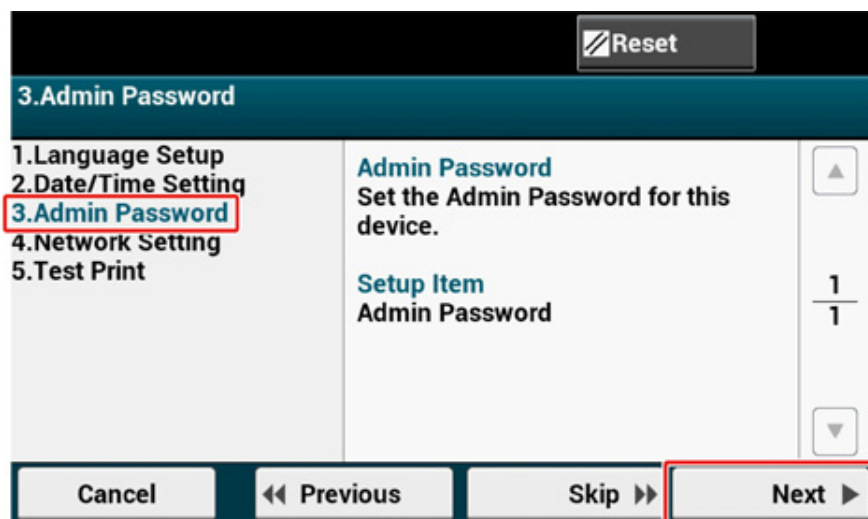 Reset
3.Admin Password
1.Language Setup
2.Date/Time Setting
3.Admin Password
4.Network Setting
5.Test Print
Admin Password
Set the Admin Password for this
device.
Setup Item
Admin Password
1
1
Cancel
Previous
Skip
Next